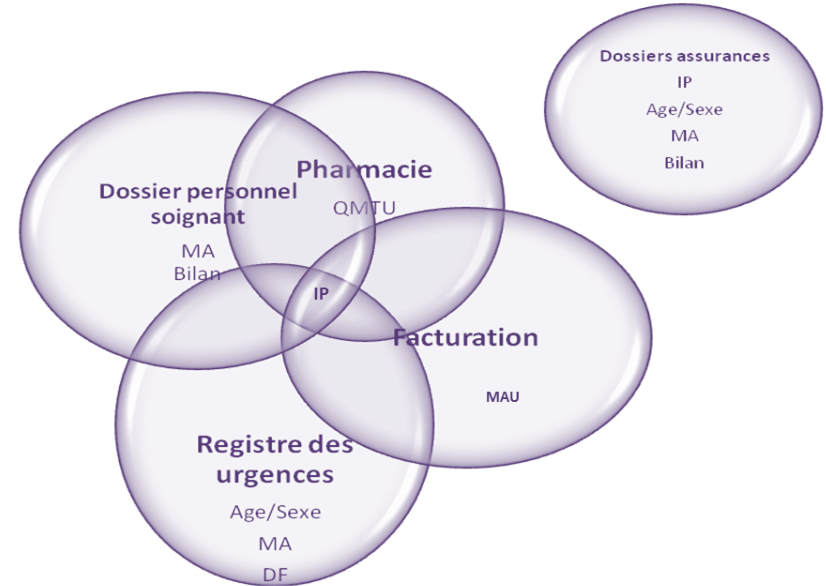 Dossiers assurances
IP
Age/Sexe
MA
Bilan
Pharmacie
QMTU
Dossier personnel
soignant
MA
Bilan
IP
Facturation
MAU
Registre des
urgences
Age/Sexe
MA
DF